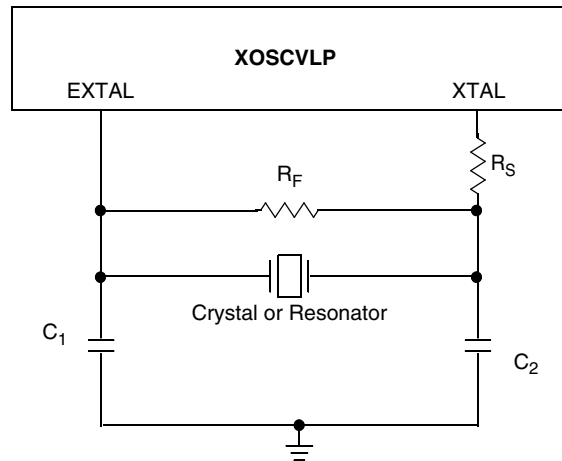 XOSCVLP
EXTAL XTAL
R_F R_S
Crystal or Resonator
C_1
C_2